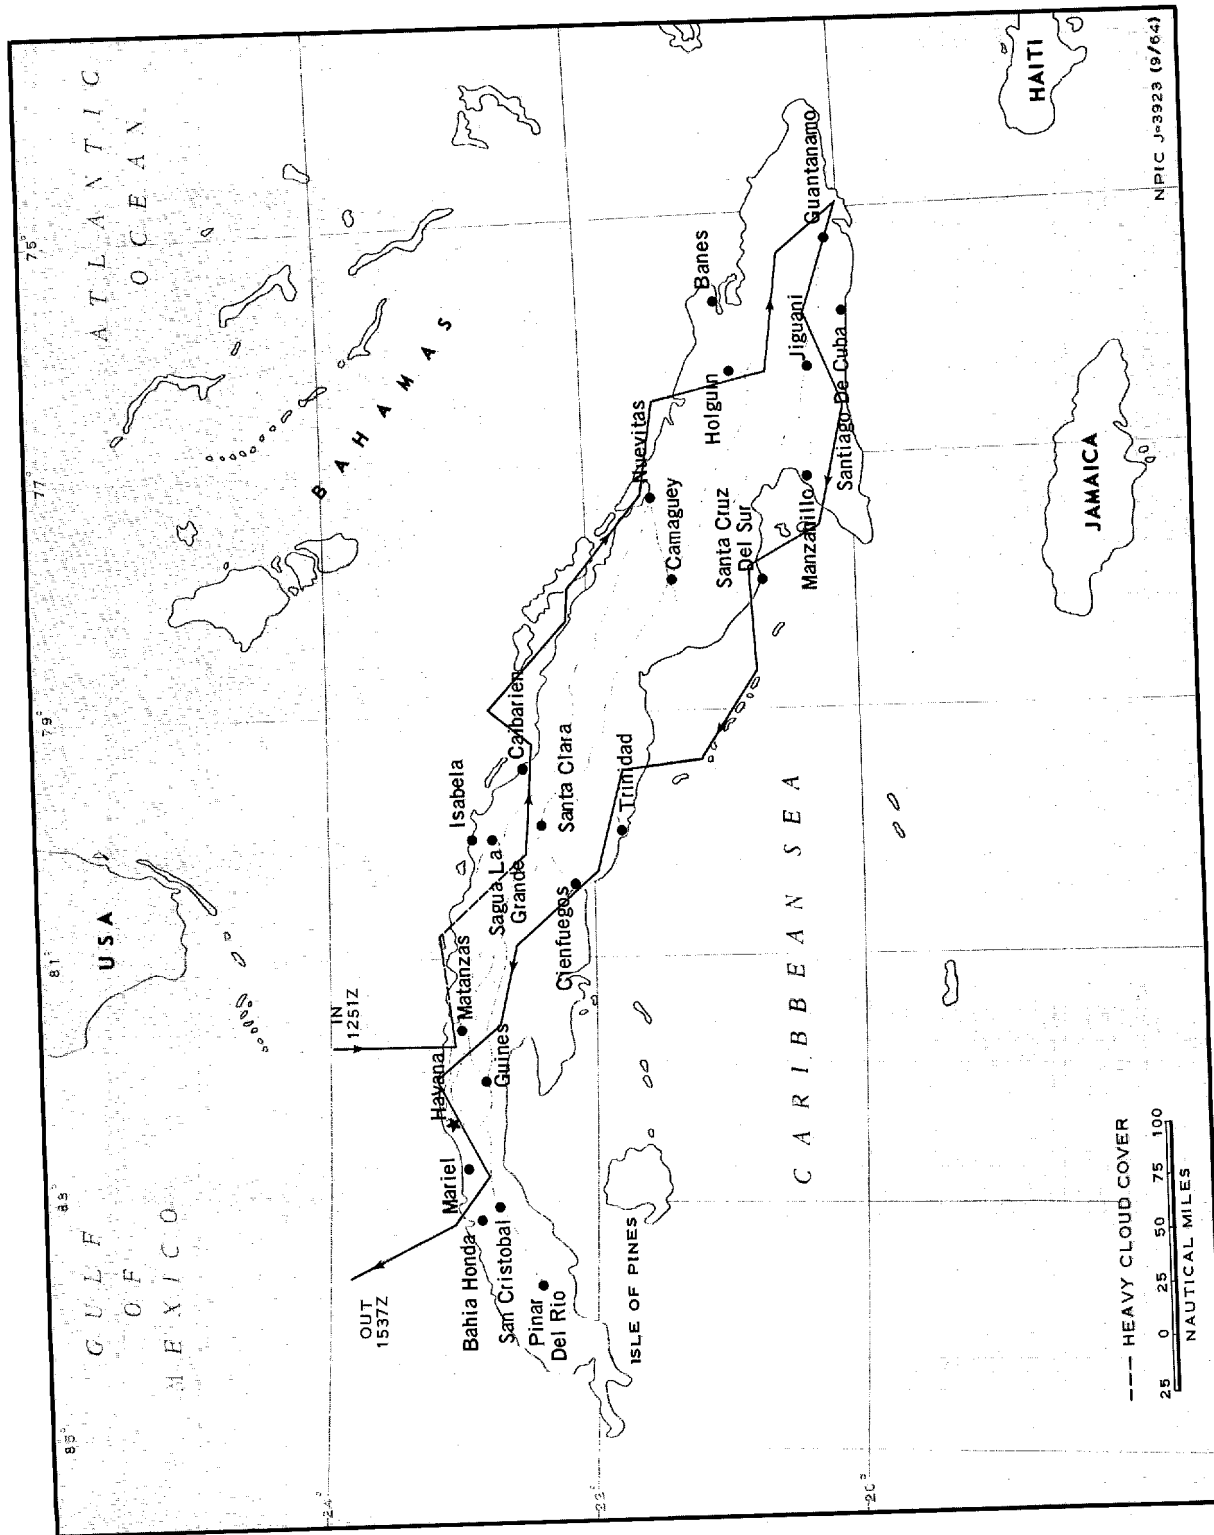 GULF
OF
MEXICO
USA
ATLANTIC
OCEAN
BAHAMAS
85°
83°
81°
79°
77°
75°
24°
22°
20°
OUT
1537Z
IN
1251Z
Havana
Mariel
Bahia Honda
San Cristobal
Pinar
Del Rio
Matanzas
Guines
Isabela
Sagua La
Grande
Caibarien
Santa Clara
Cienfuegos
Trinidad
Nuevitas
Camaguey
Santa Cruz
Del Sur
Holguin
Banes
Manzanillo
Jiguani
Santiago De Cuba
Guantanamo
ISLE OF PINES
CARIBBEAN SEA
JAMAICA
HAITI
--- HEAVY CLOUD COVER
25 0 25 50 75 100
NAUTICAL MILES
NPIC J-3923 (9/64)